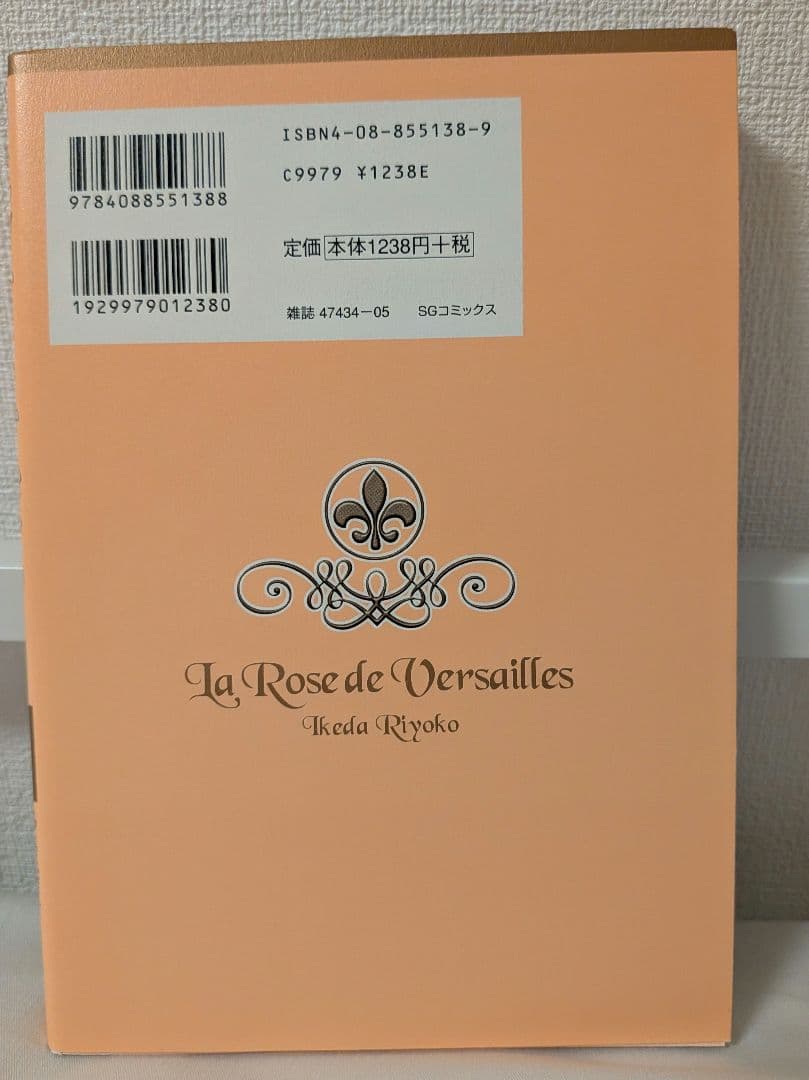 ISBN4-08-855138-9
C9979 ¥1238E
9784088551388
定価 本体1238円+税
1929979012380
雑誌 47434-05 SGコミックス
La Rose de Versailles
Ikeda Riyoko